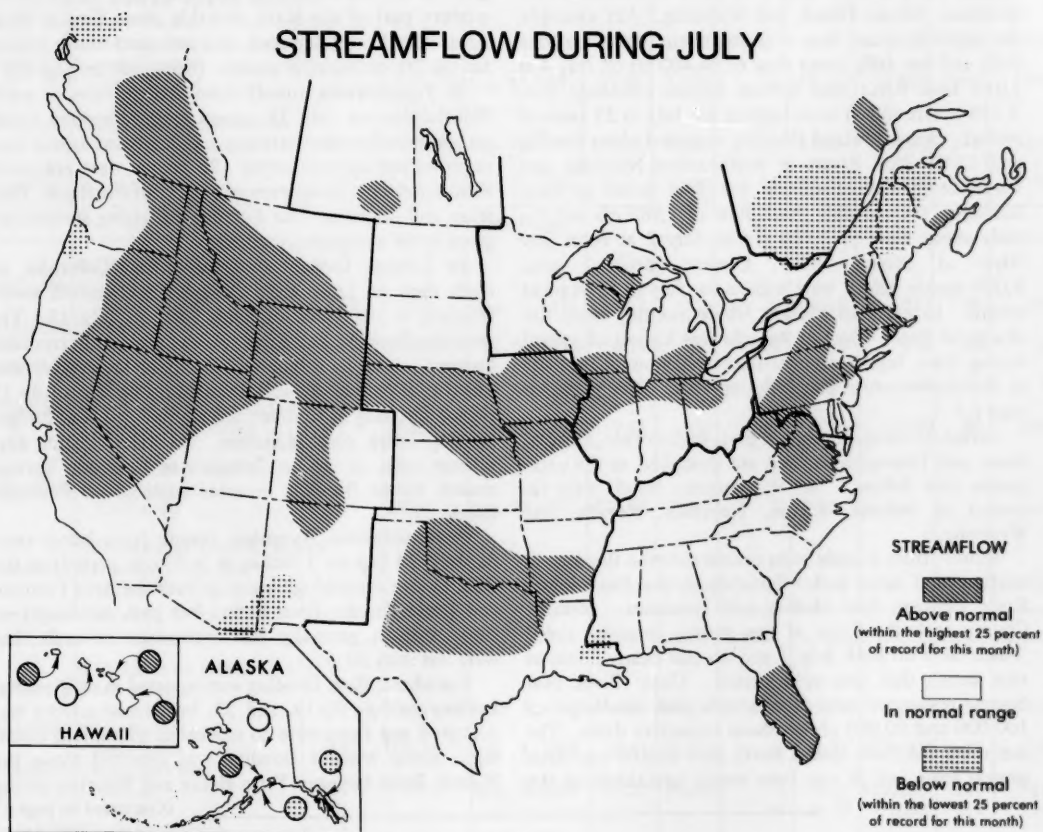 STREAMFLOW DURING JULY
ALASKA
HAWAII
STREAMFLOW
Above normal
(within the highest 25 percent
of record for this month)
In normal range
Below normal
(within the lowest 25 percent
of record for this month)